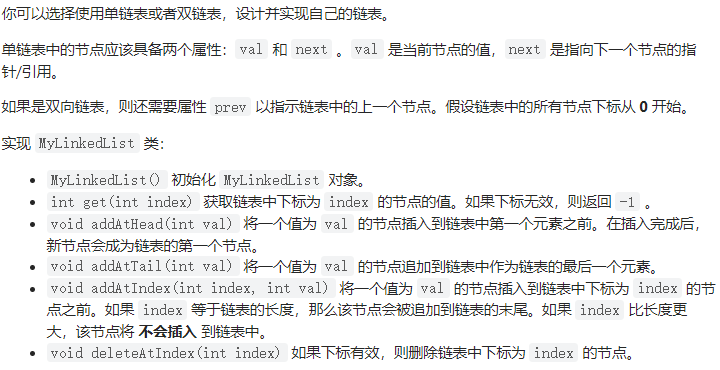 你可以选择使用单链表或者双链表，设计并实现自己的链表。
单链表中的节点应该具备两个属性：val 和 next 。val 是当前节点的值，next 是指向下一个节点的指
针/引用。
如果是双向链表，则还需要属性 prev 以指示链表中的上一个节点。假设链表中的所有节点下标从 0 开始。
实现 MyLinkedList 类：
• MyLinkedList() 初始化 MyLinkedList 对象。
• int get(int index) 获取链表中下标为 index 的节点的值。如果下标无效，则返回 -1 。
• void addAtHead(int val) 将一个值为 val 的节点插入到链表中第一个元素之前。在插入完成后，
新节点会成为链表的第一个节点。
• void addAtTail(int val) 将一个值为 val 的节点追加到链表中作为链表的最后一个元素。
• void addAtIndex(int index, int val) 将一个值为 val 的节点插入到链表中下标为 index 的节
点之前。如果 index 等于链表的长度，那么该节点会被追加到链表的末尾。如果 index 比长度更
大，该节点将 不会插入 到链表中。
• void deleteAtIndex(int index) 如果下标有效，则删除链表中下标为 index 的节点。